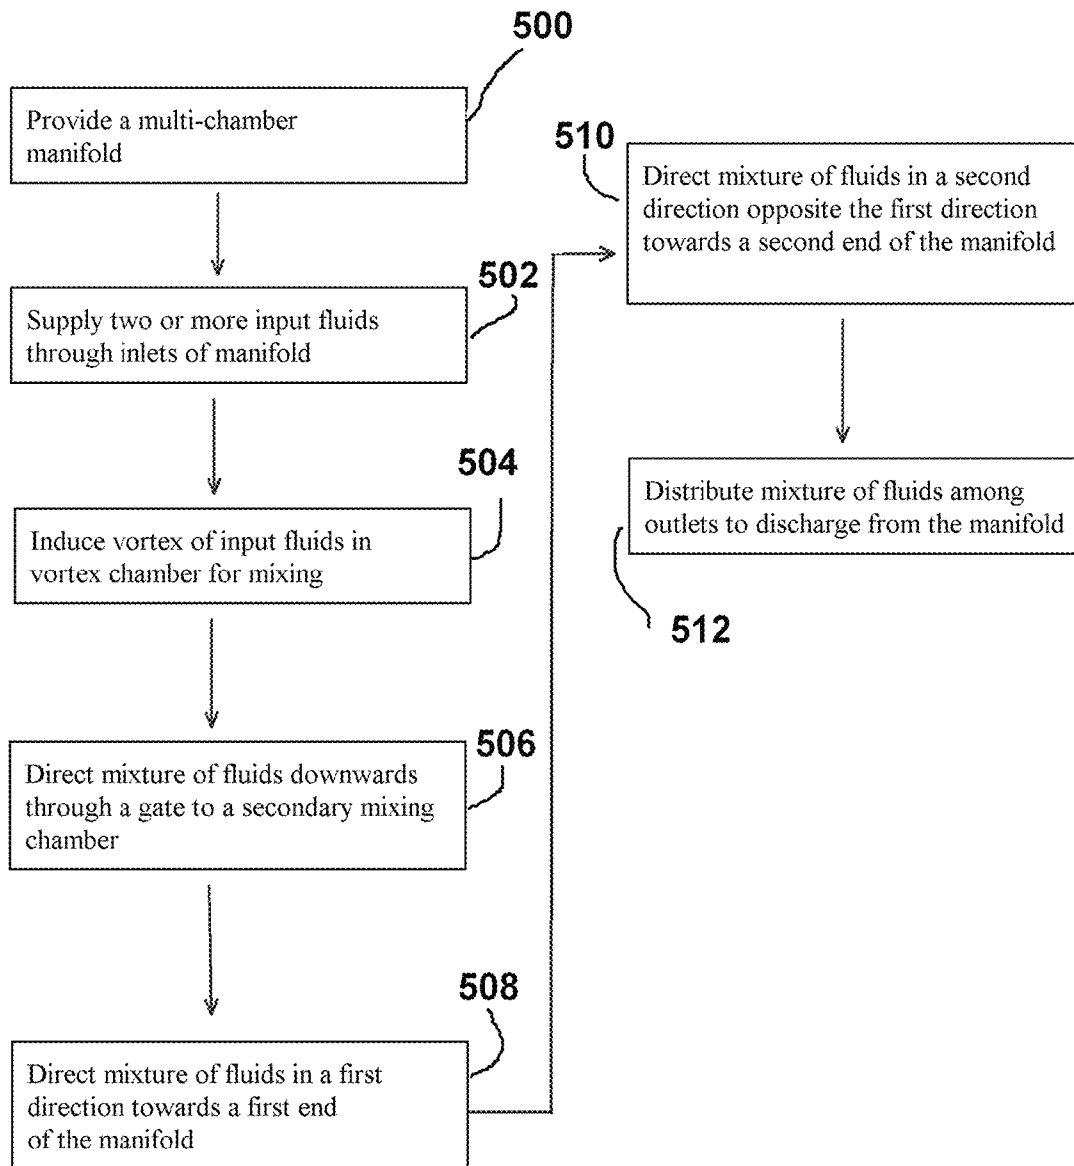 500
Provide a multi-chamber
manifold
502
Supply two or more input fluids
through inlets of manifold
504
Induce vortex of input fluids in
vortex chamber for mixing
506
Direct mixture of fluids downwards
through a gate to a secondary mixing
chamber
508
Direct mixture of fluids in a first
direction towards a first end
of the manifold
510
Direct mixture of fluids in a second
direction opposite the first direction
towards a second end of the manifold
Distribute mixture of fluids among
outlets to discharge from the manifold
512